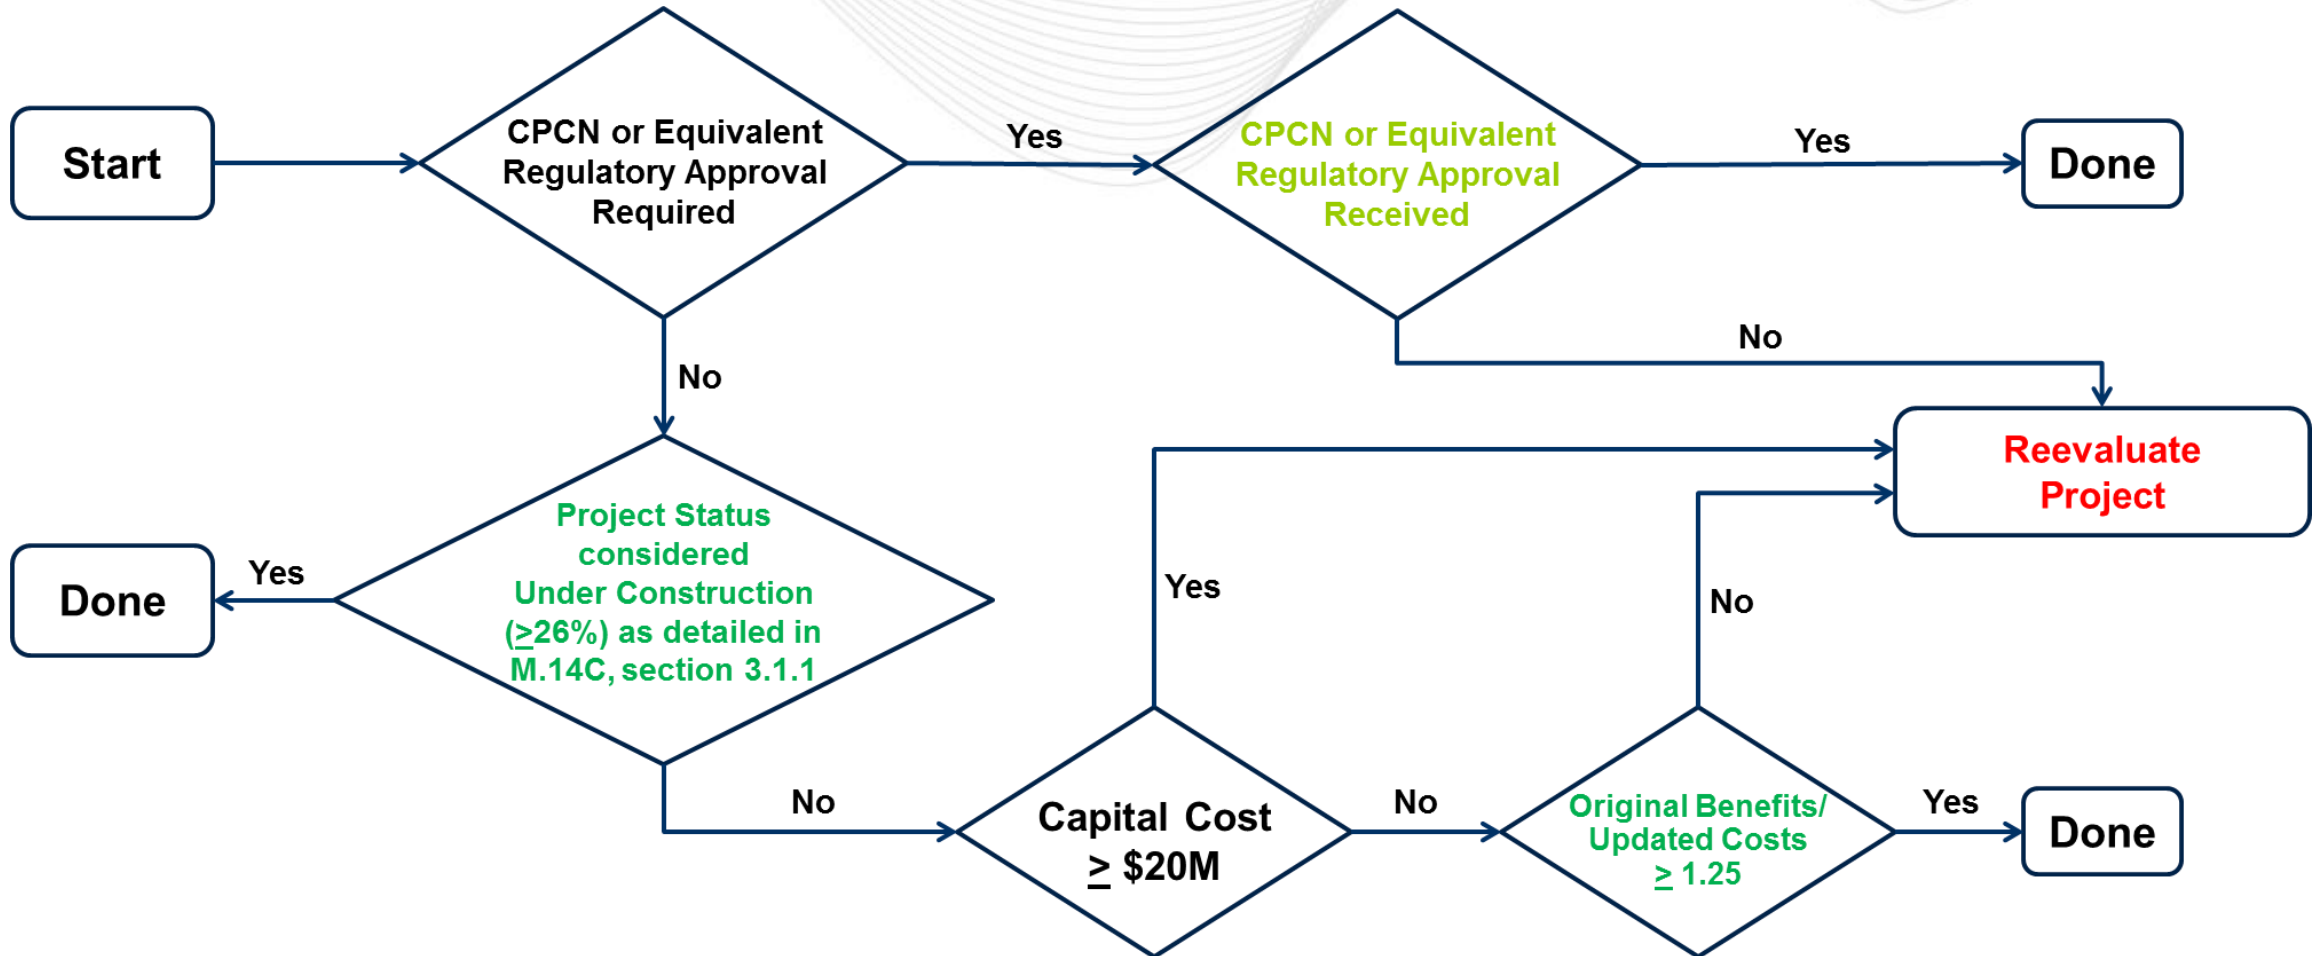 Start
CPCN or Equivalent
Regulatory Approval
Required
Yes
CPCN or Equivalent
Regulatory Approval
Received
Yes
Done
No
No
Reevaluate
Project
Project Status
considered
Under Construction
(≥26%) as detailed in
M.14C, section 3.1.1
Yes
Done
No
Capital Cost
≥ $20M
Yes
No
Original Benefits/
Updated Costs
≥ 1.25
No
Yes
Done